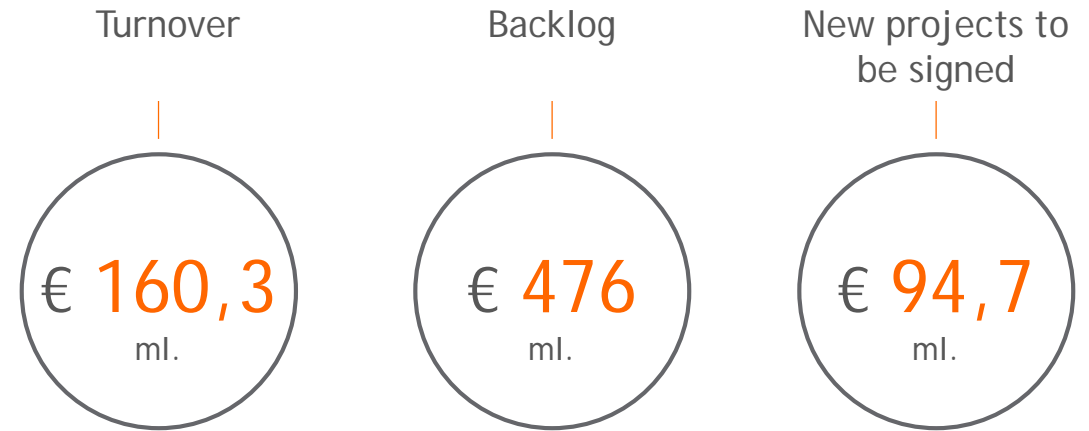 Turnover
Backlog
New projects to
be signed
€ 160,3
ml.
€ 476
ml.
€ 94,7
ml.